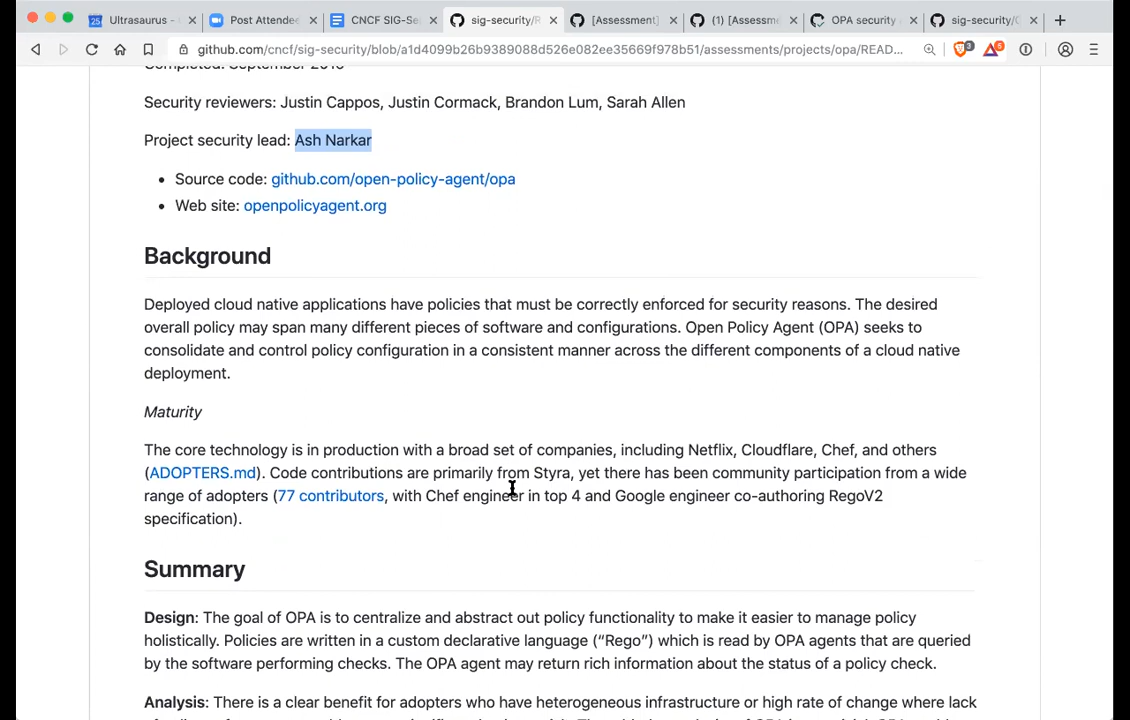 Ultrasaurus -
Post Attende
CNCF SIG-Se
sig-security/R
[Assessment]
(1) [Assessm
OPA security
sig-security/
github.com/cncf/sig-security/blob/a1d4099b26b9389088d526e082ee35669f978b51/assessments/projects/opa/READ...
3
5
Security reviewers: Justin Cappos, Justin Cormack, Brandon Lum, Sarah Allen
Project security lead: Ash Narkar
• Source code: github.com/open-policy-agent/opa
• Web site: openpolicyagent.org
Background
Deployed cloud native applications have policies that must be correctly enforced for security reasons. The desired
overall policy may span many different pieces of software and configurations. Open Policy Agent (OPA) seeks to
consolidate and control policy configuration in a consistent manner across the different components of a cloud native
deployment.
Maturity
The core technology is in production with a broad set of companies, including Netflix, Cloudflare, Chef, and others
(ADOPTERS.md). Code contributions are primarily from Styra, yet there has been community participation from a wide
range of adopters (77 contributors, with Chef engineer in top 4 and Google engineer co-authoring RegoV2
specification).
Summary
Design: The goal of OPA is to centralize and abstract out policy functionality to make it easier to manage policy
holistically. Policies are written in a custom declarative language (“Rego”) which is read by OPA agents that are queried
by the software performing checks. The OPA agent may return rich information about the status of a policy check.
Analysis: There is a clear benefit for adopters who have heterogeneous infrastructure or high rate of change where lack